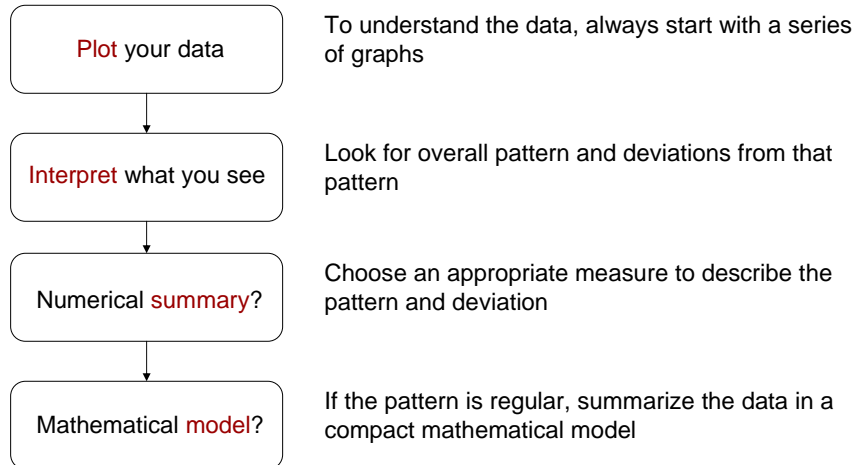 Plot your data
To understand the data, always start with a series
of graphs
Interpret what you see
Look for overall pattern and deviations from that
pattern
Numerical summary?
Choose an appropriate measure to describe the
pattern and deviation
Mathematical model?
If the pattern is regular, summarize the data in a
compact mathematical model